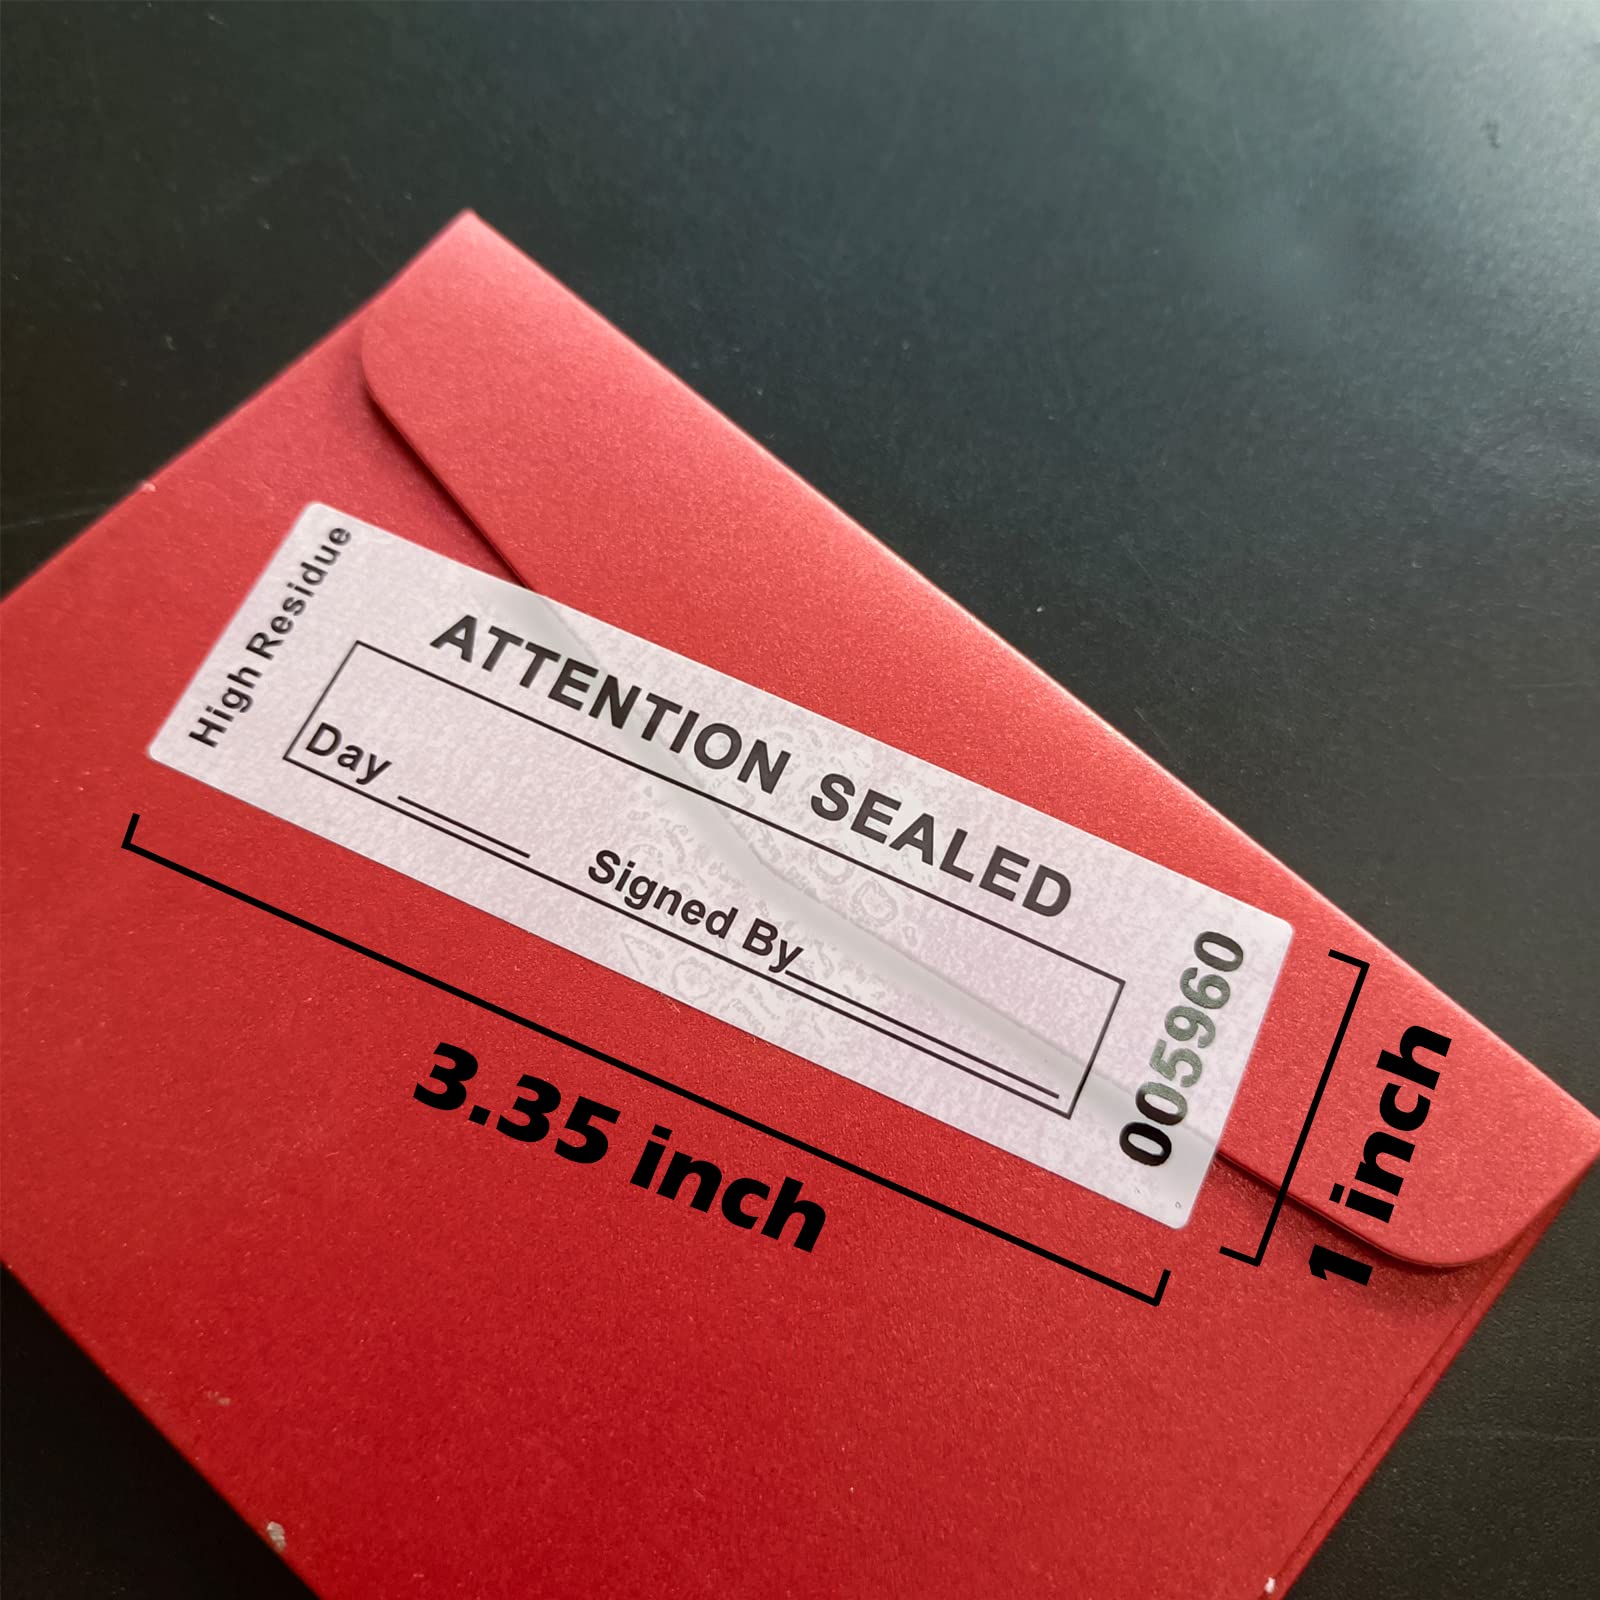 High Residue
ATTENTION SEALED
Day
Signed By
005960
3.35 inch
1 inch